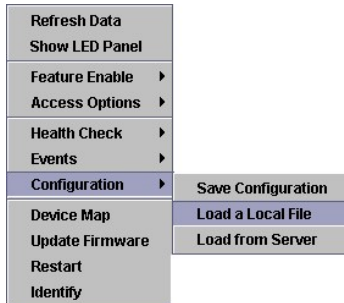 Refresh Data
Show LED Panel
Feature Enable
Access Options
Health Check
Events
Configuration
Save Configuration
Load a Local File
Load from Server
Device Map
Update Firmware
Restart
Identify